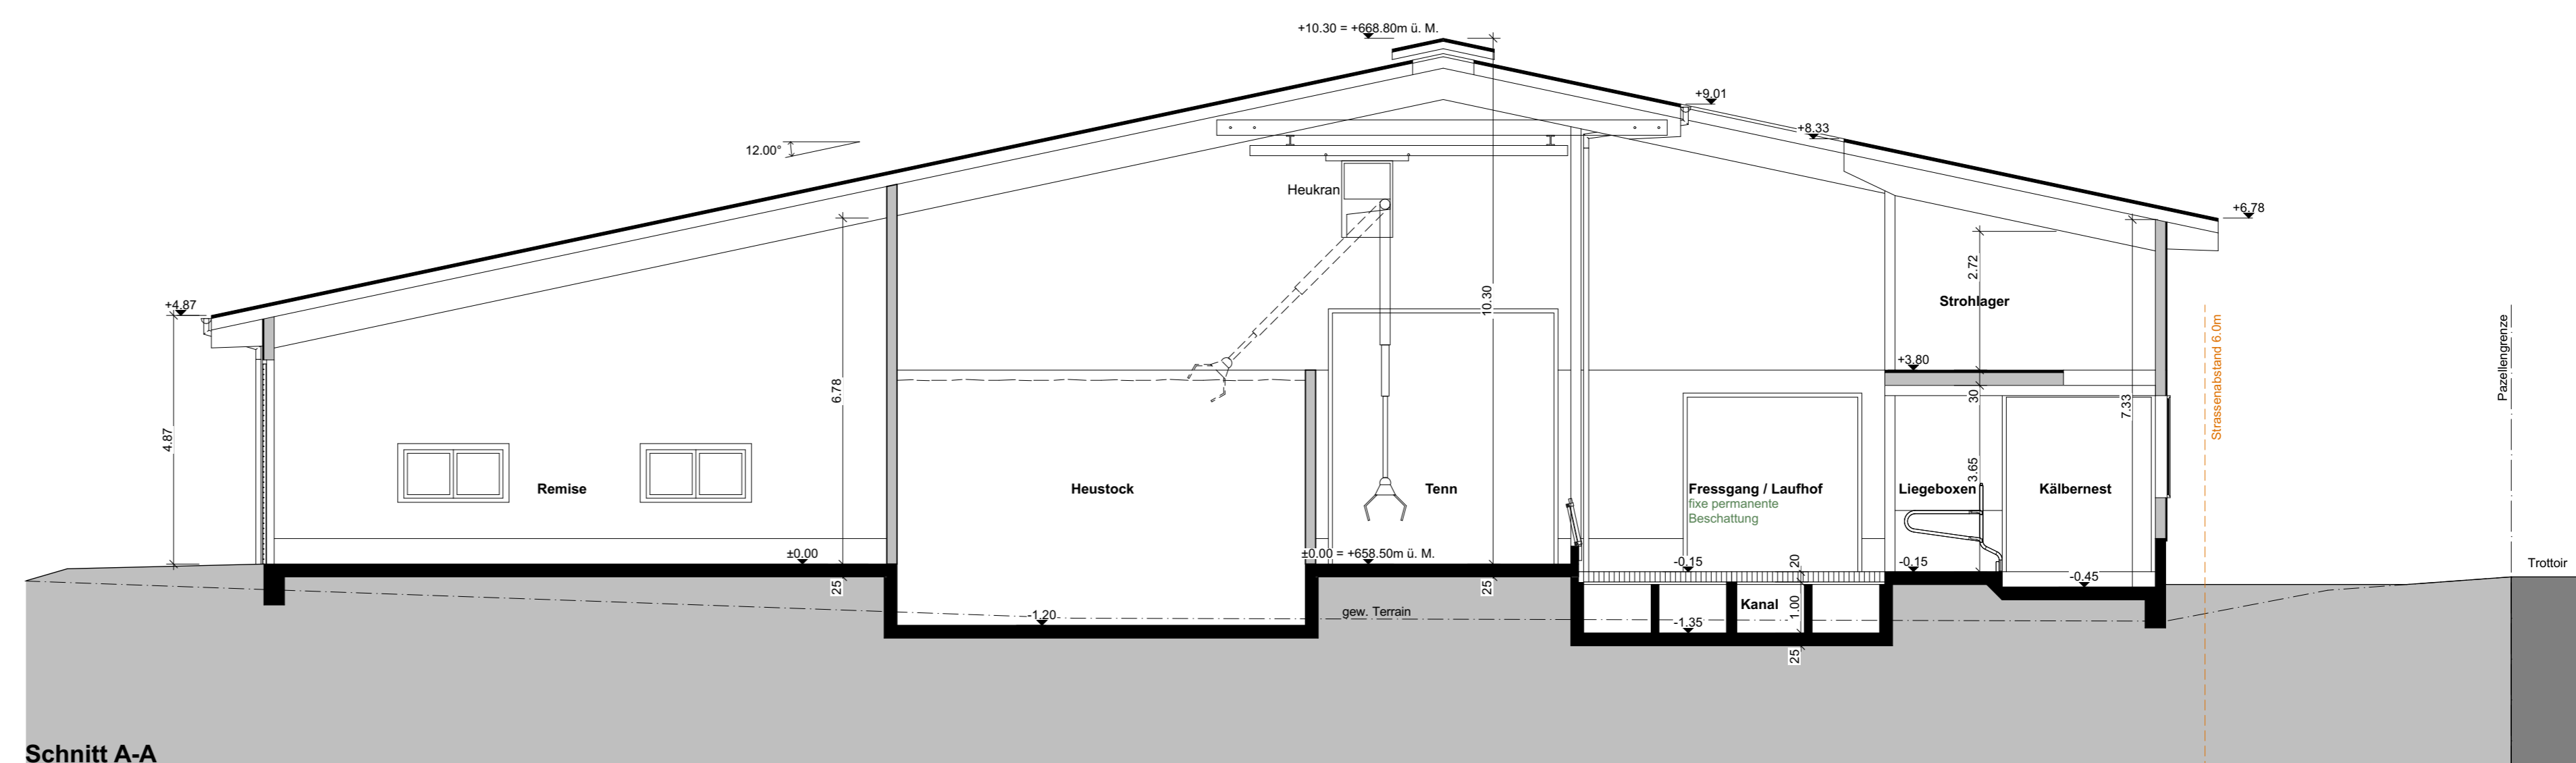 +10.30 = +668.80m ü. M.
+9.01
+8.33
12.00°
Heukran
+6.78
+4.87
2.72
Strohlager
10.30
Strassenabstand 6.0m
Pazellengrenze
+3.80
6.78
30
7.33
4.87
3.65
Remise
Heustock
Tenn
Fressgang / Laufhof
fixe permanente
Beschattung
Liegeboxen
Kälbernest
±0.00
±0.00 = +658.50m ü. M.
-0.15
20
-0.15
-0.45
Trottoir
25
25
gew. Terrain
Kanal
1.00
-1.20
-1.35
25
Schnitt A-A